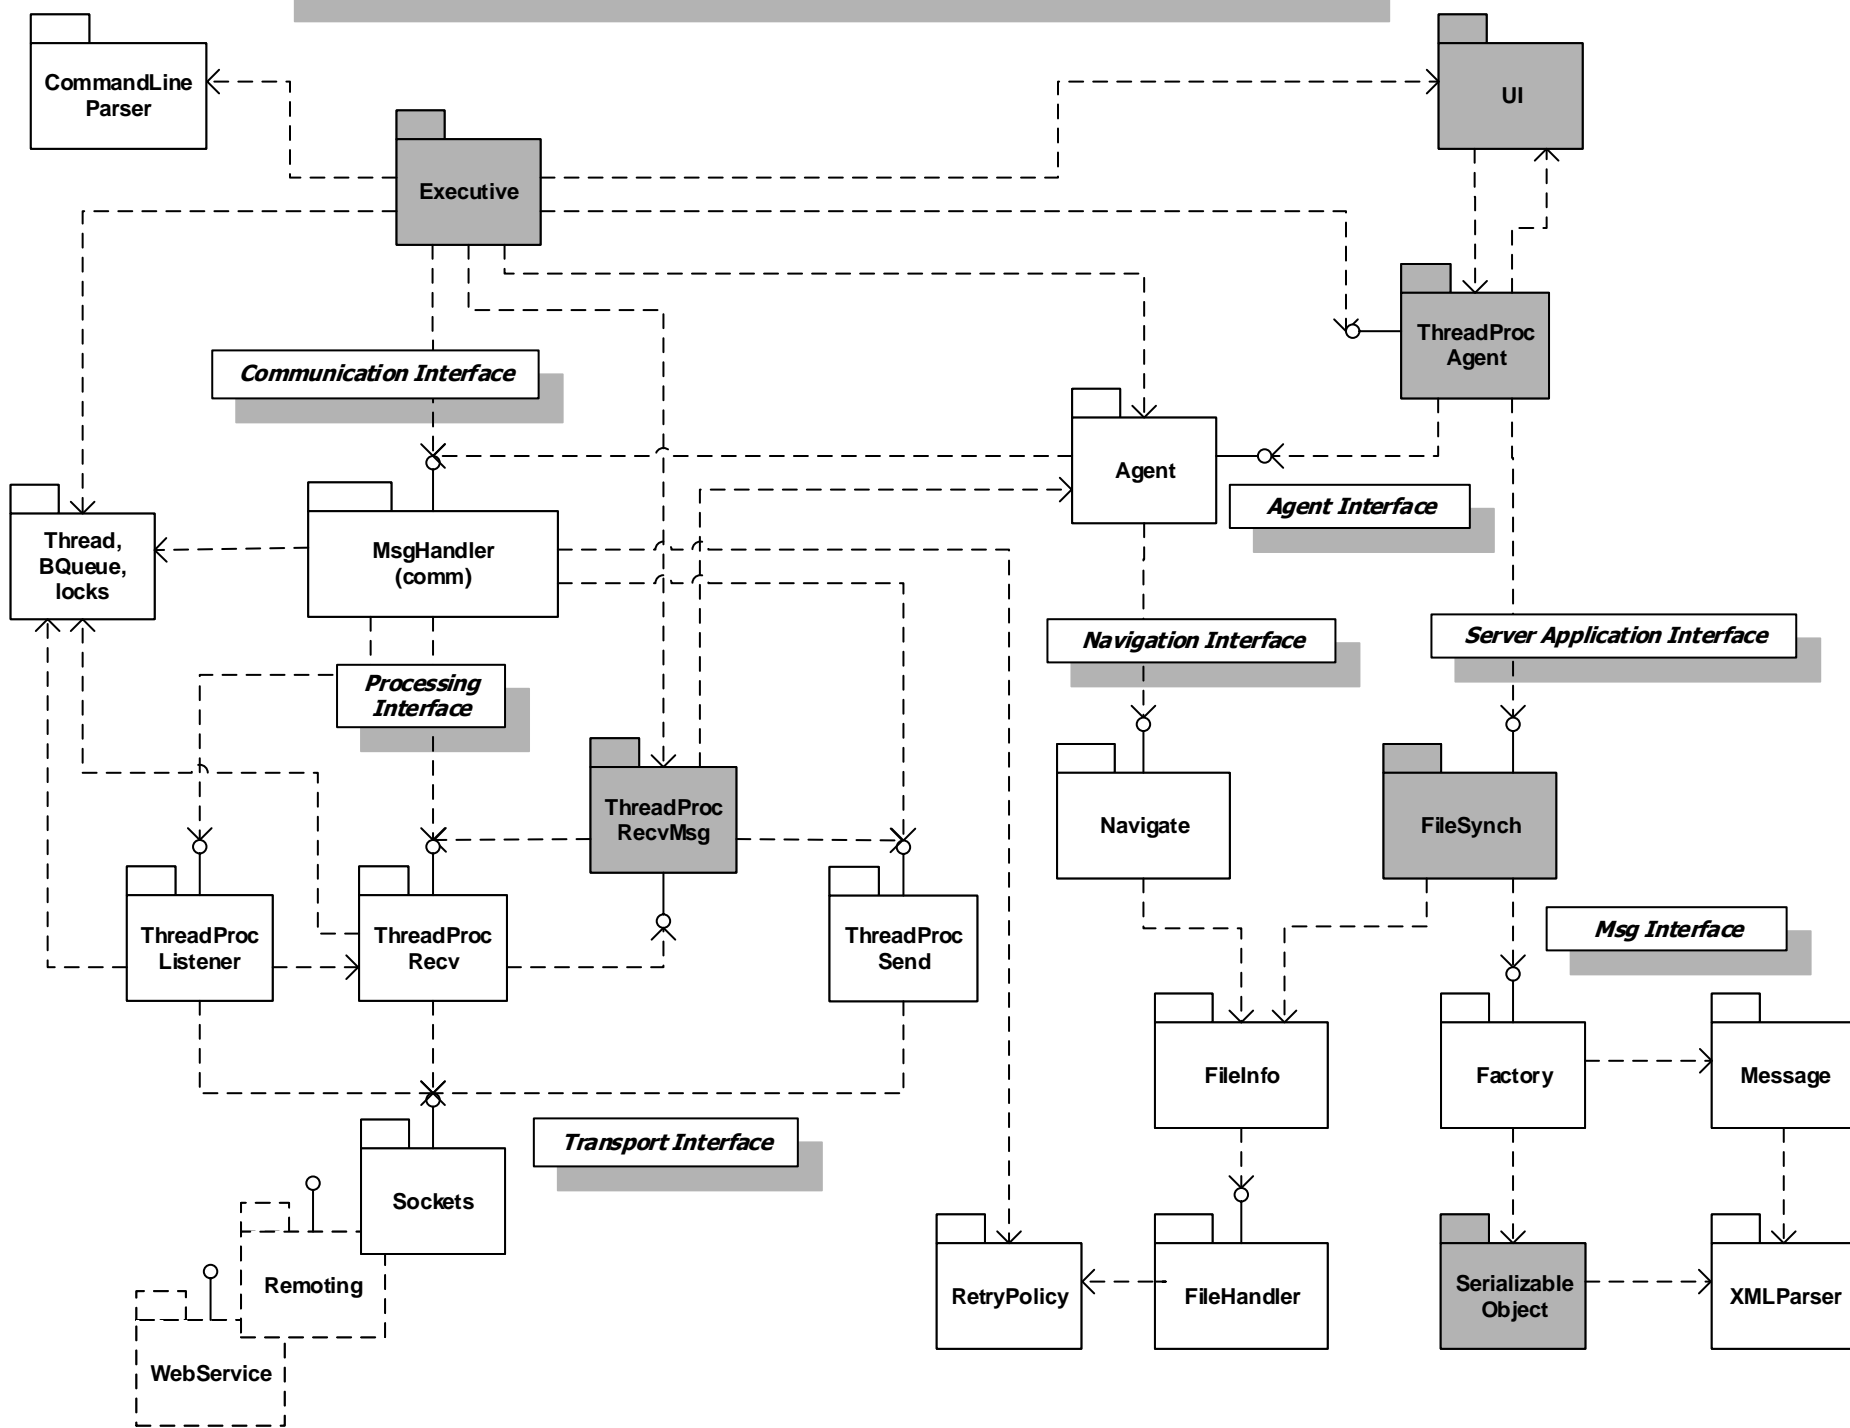 CommandLine
Parser
UI
Executive
ThreadProc
Agent
Communication Interface
Agent
Agent Interface
Thread,
BQueue,
locks
MsgHandler
(comm)
Navigation Interface
Server Application Interface
Processing
Interface
ThreadProc
RecvMsg
Navigate
FileSynch
ThreadProc
Listener
ThreadProc
Recv
ThreadProc
Send
Msg Interface
FileInfo
Factory
Message
Transport Interface
Sockets
Remoting
WebService
RetryPolicy
FileHandler
Serializable
Object
XMLParser